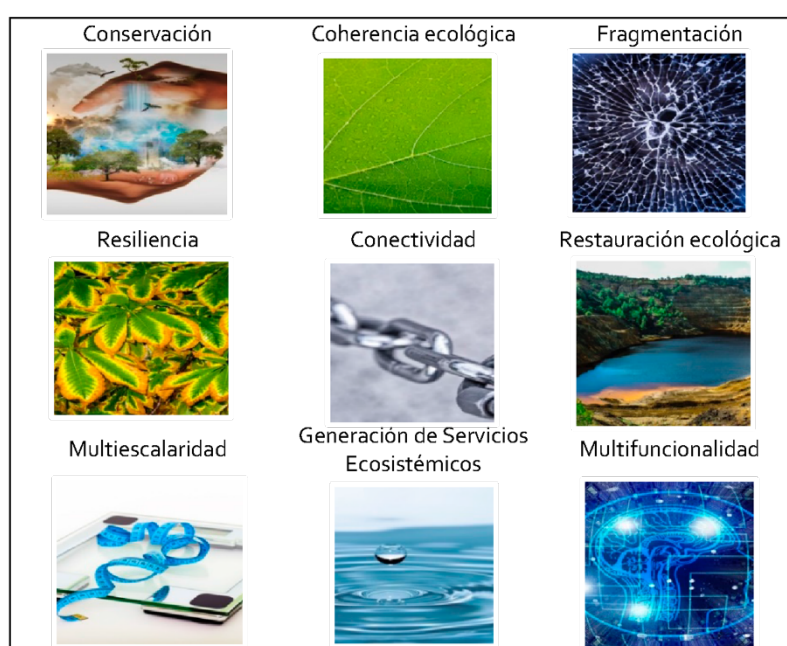 Conservación
Coherencia ecológica
Fragmentación
Resiliencia
Conectividad
Restauración ecológica
Multiescalaridad
Generación de Servicios
Ecosistémicos
Multifuncionalidad